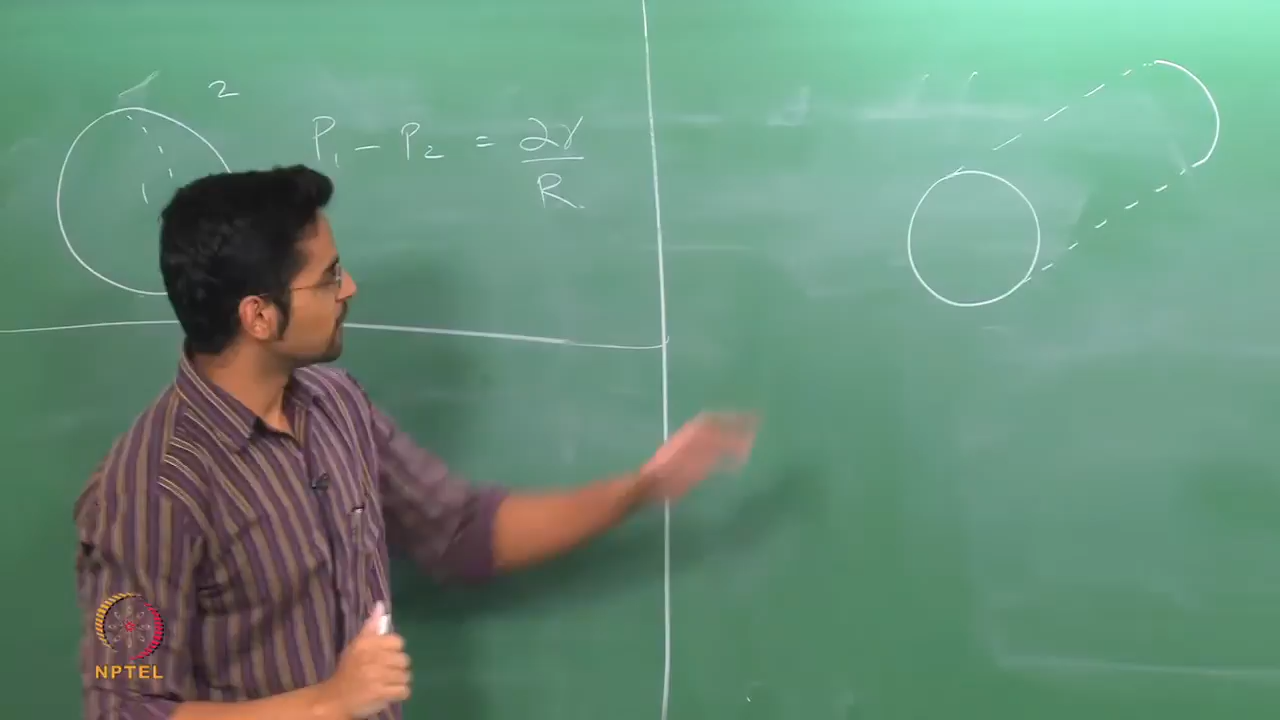 2
P₁ - P₂ = 2γ / R
1
NPTEL